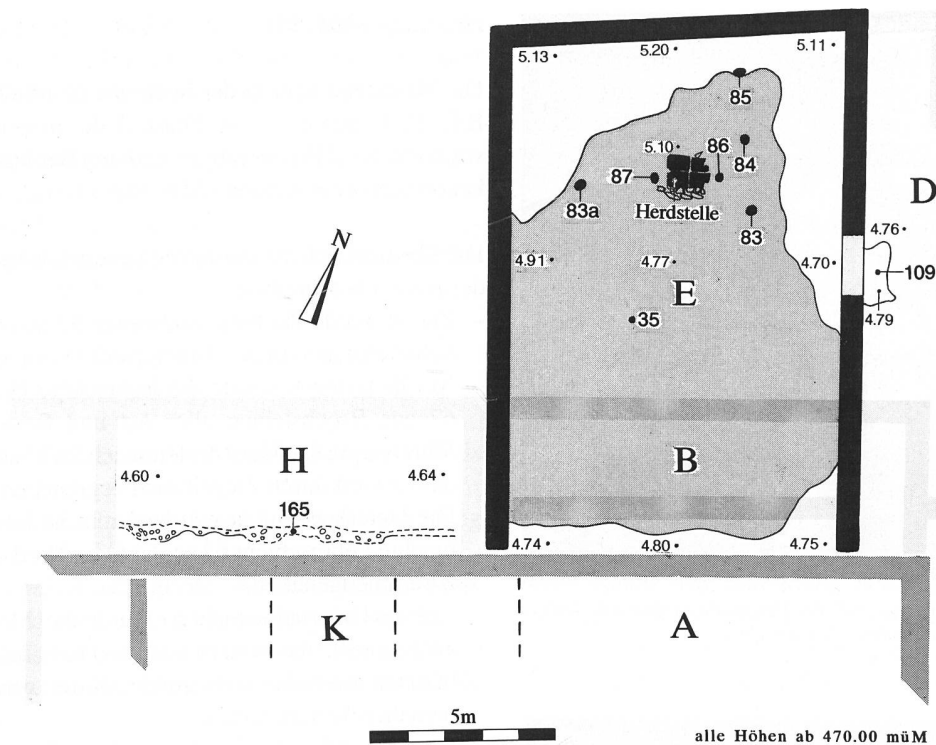 5.13 5.20 5.11
85
5.10 86 84
87
83a Herdstelle 83
D
N
4.76
4.91 4.77 4.70 109
E
4.79
35
H B
4.60 4.64
165
4.74 4.80 4.75
K A
5m
alle Höhen ab 470.00 müM